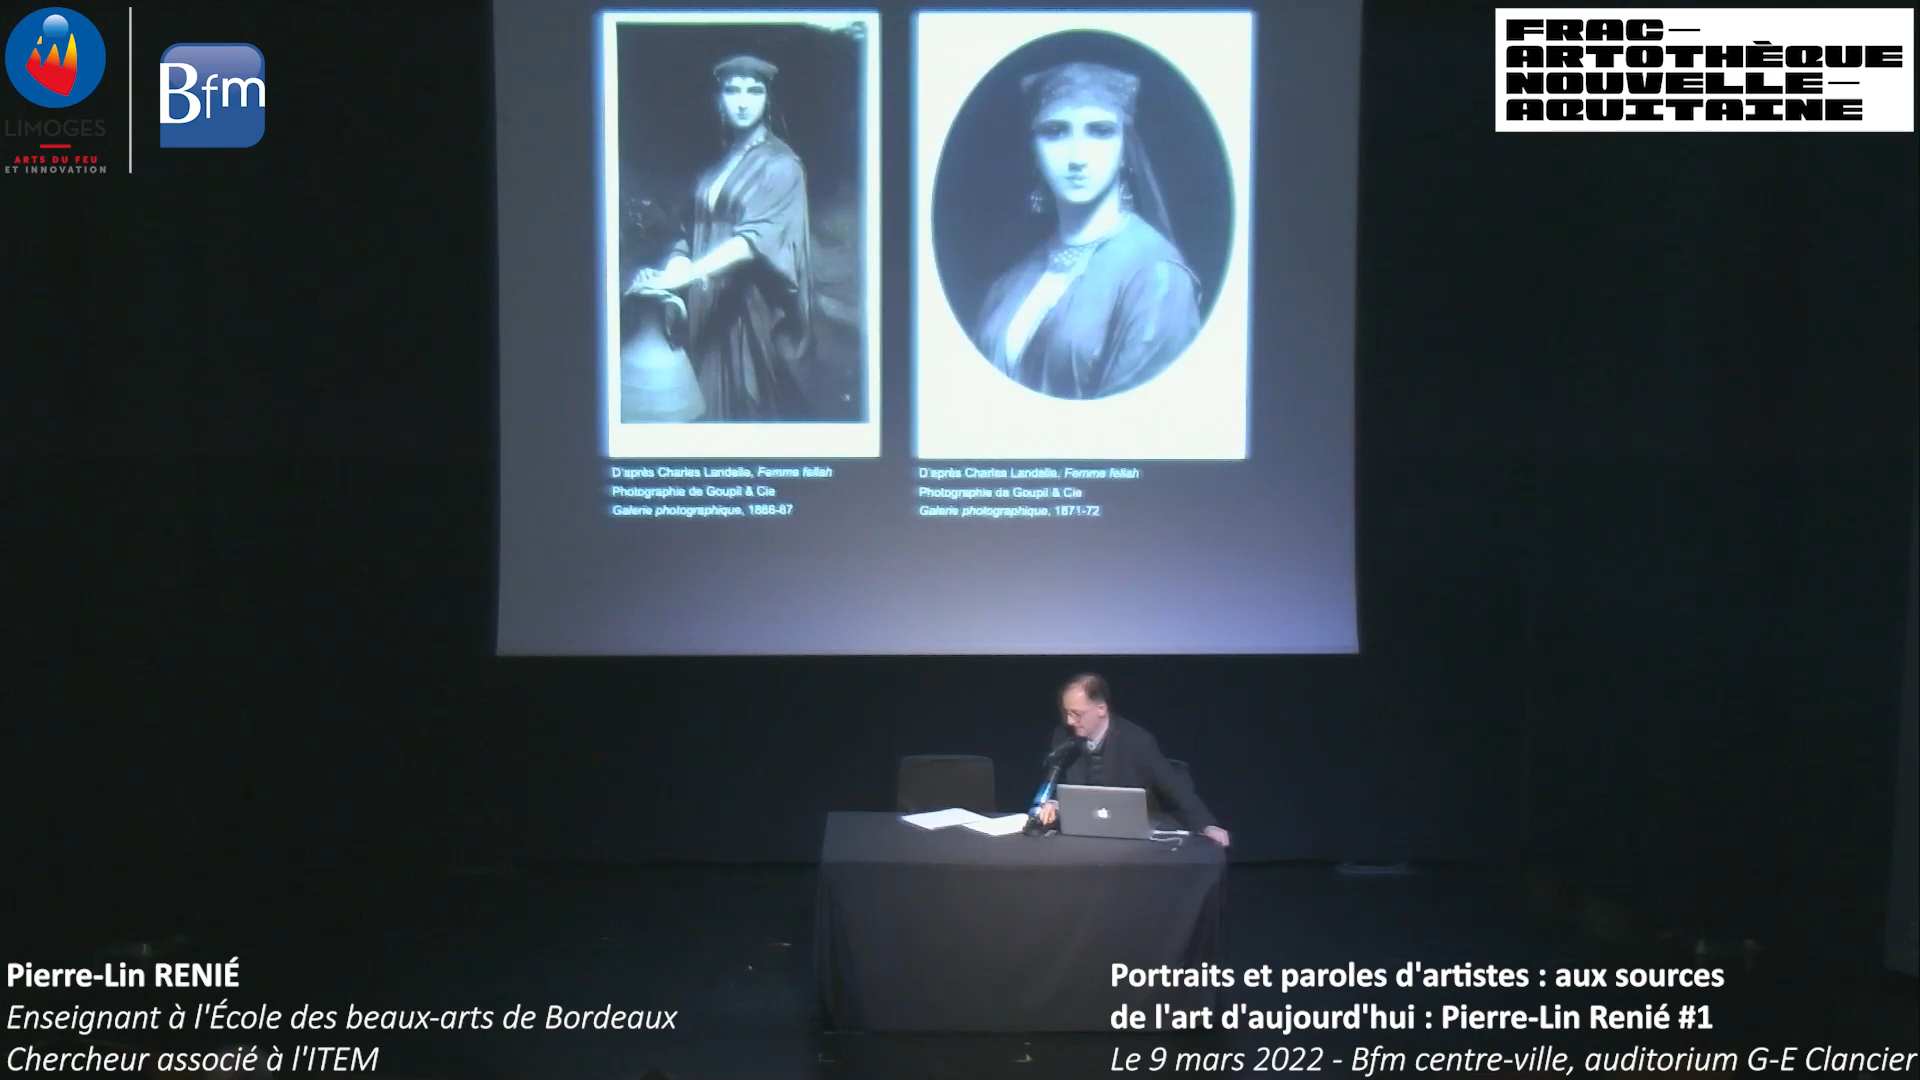 LIMOGES
ARTS DU FEU
ET INNOVATION
Bfm
FRAC—
ARTOTHÈQUE
NOUVELLE—
AQUITAINE
D'après Charles Landelle, Femme fellah
Photographie de Goupil & Cie
Galerie photographique, 1866-67
D'après Charles Landelle, Femme fellah
Photographie de Goupil & Cie
Galerie photographique, 1871-72
Pierre-Lin RENIÉ
Enseignant à l'École des beaux-arts de Bordeaux
Chercheur associé à l'ITEM
Portraits et paroles d'artistes : aux sources
de l'art d'aujourd'hui : Pierre-Lin Renié #1
Le 9 mars 2022 - Bfm centre-ville, auditorium G-E Clancier